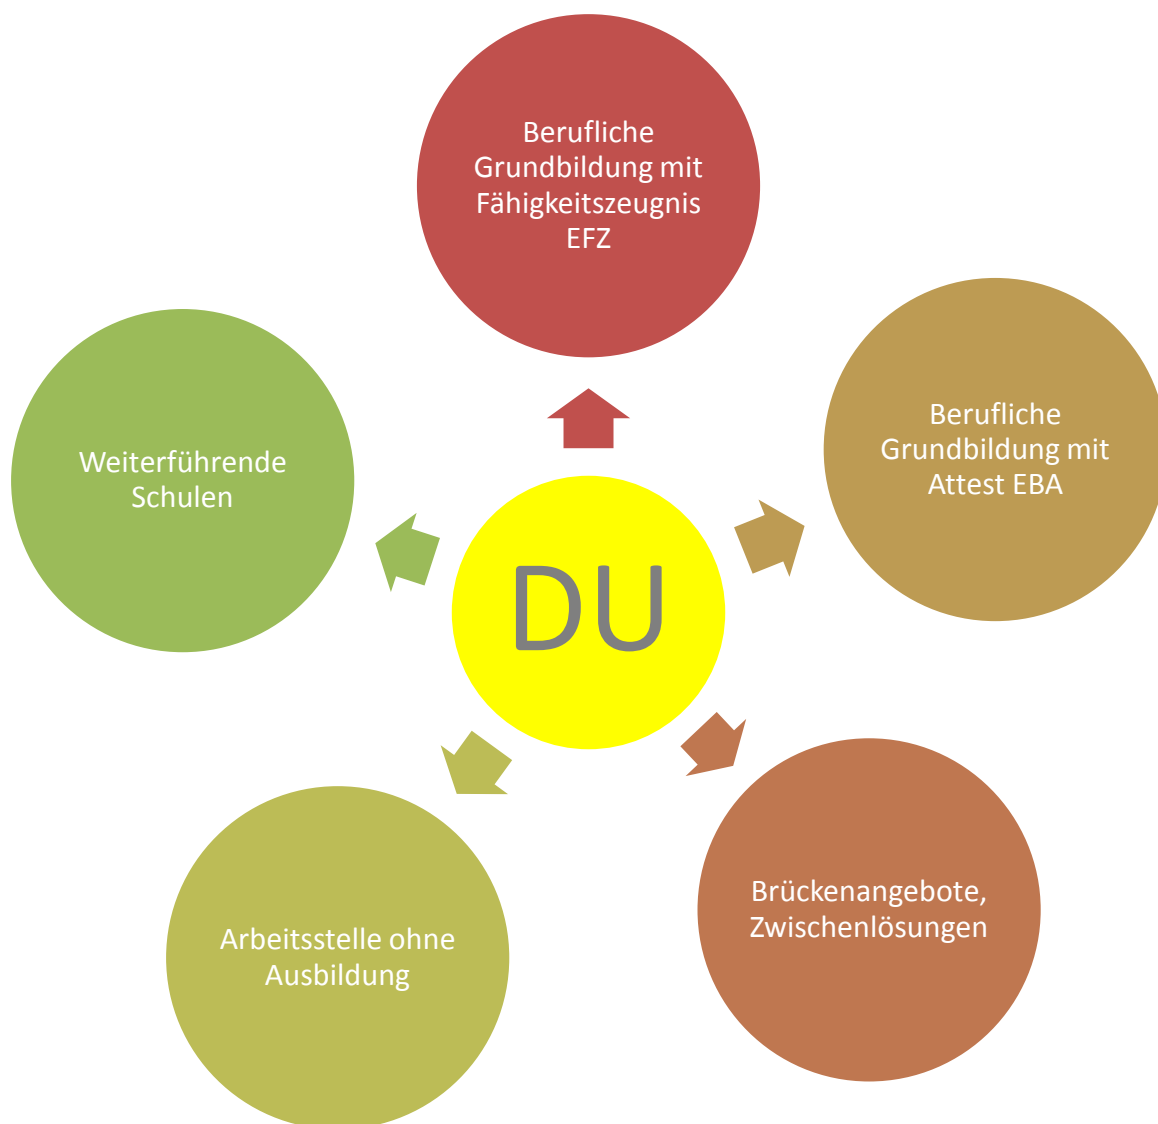 Berufliche
Grundbildung mit
Fähigkeitszeugnis
EFZ
Berufliche
Grundbildung mit
Attest EBA
Weiterführende
Schulen
DU
Brückenangebote,
Zwischenlösungen
Arbeitsstelle ohne
Ausbildung